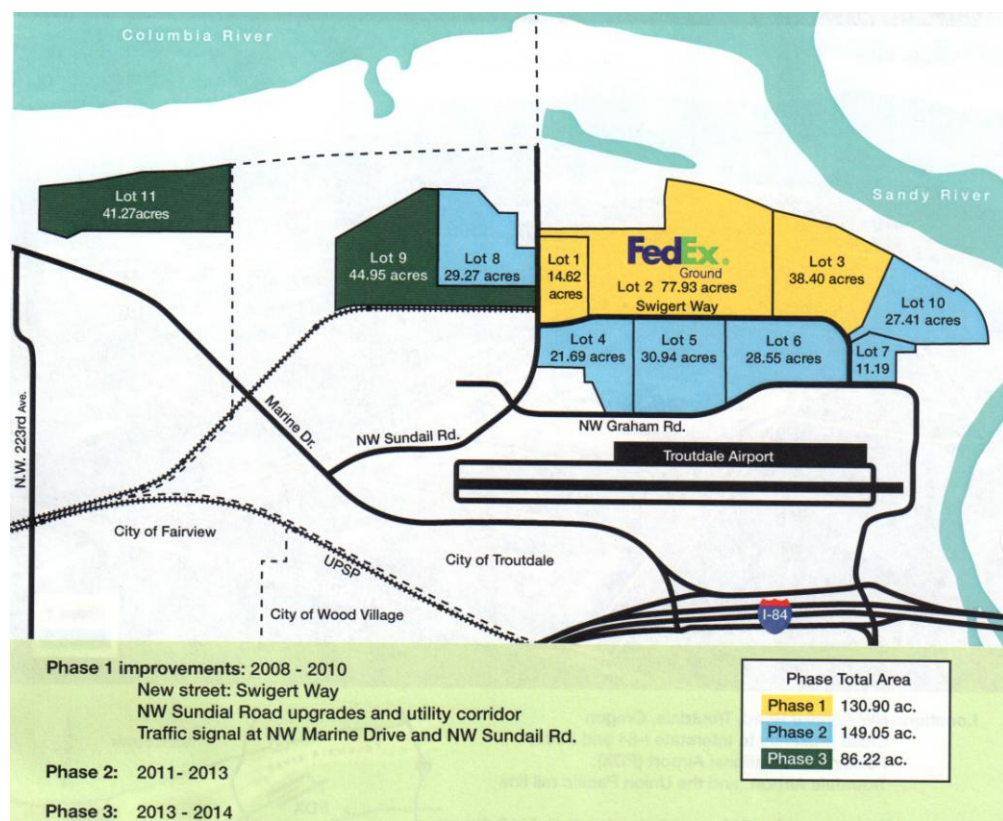 Columbia River
Sandy River
Lot 11
41.27acres
Lot 9
44.95 acres
Lot 8
29.27 acres
Lot 1
14.62
acres
FedEx.
Ground
Lot 2 77.93 acres
Swigert Way
Lot 3
38.40 acres
Lot 10
27.41 acres
Lot 4
21.69 acres
Lot 5
30.94 acres
Lot 6
28.55 acres
Lot 7
11.19
N.W. 223rd Ave.
Marine Dr.
NW Sundail Rd.
NW Graham Rd.
Troutdale Airport
City of Fairview
UPSP
City of Troutdale
City of Wood Village
I-84
Phase 1 improvements: 2008 - 2010
New street: Swigert Way
NW Sundial Road upgrades and utility corridor
Traffic signal at NW Marine Drive and NW Sundail Rd.
Phase 2: 2011- 2013
Phase 3: 2013 - 2014
Phase Total Area
Phase 1 130.90 ac.
Phase 2 149.05 ac.
Phase 3 86.22 ac.